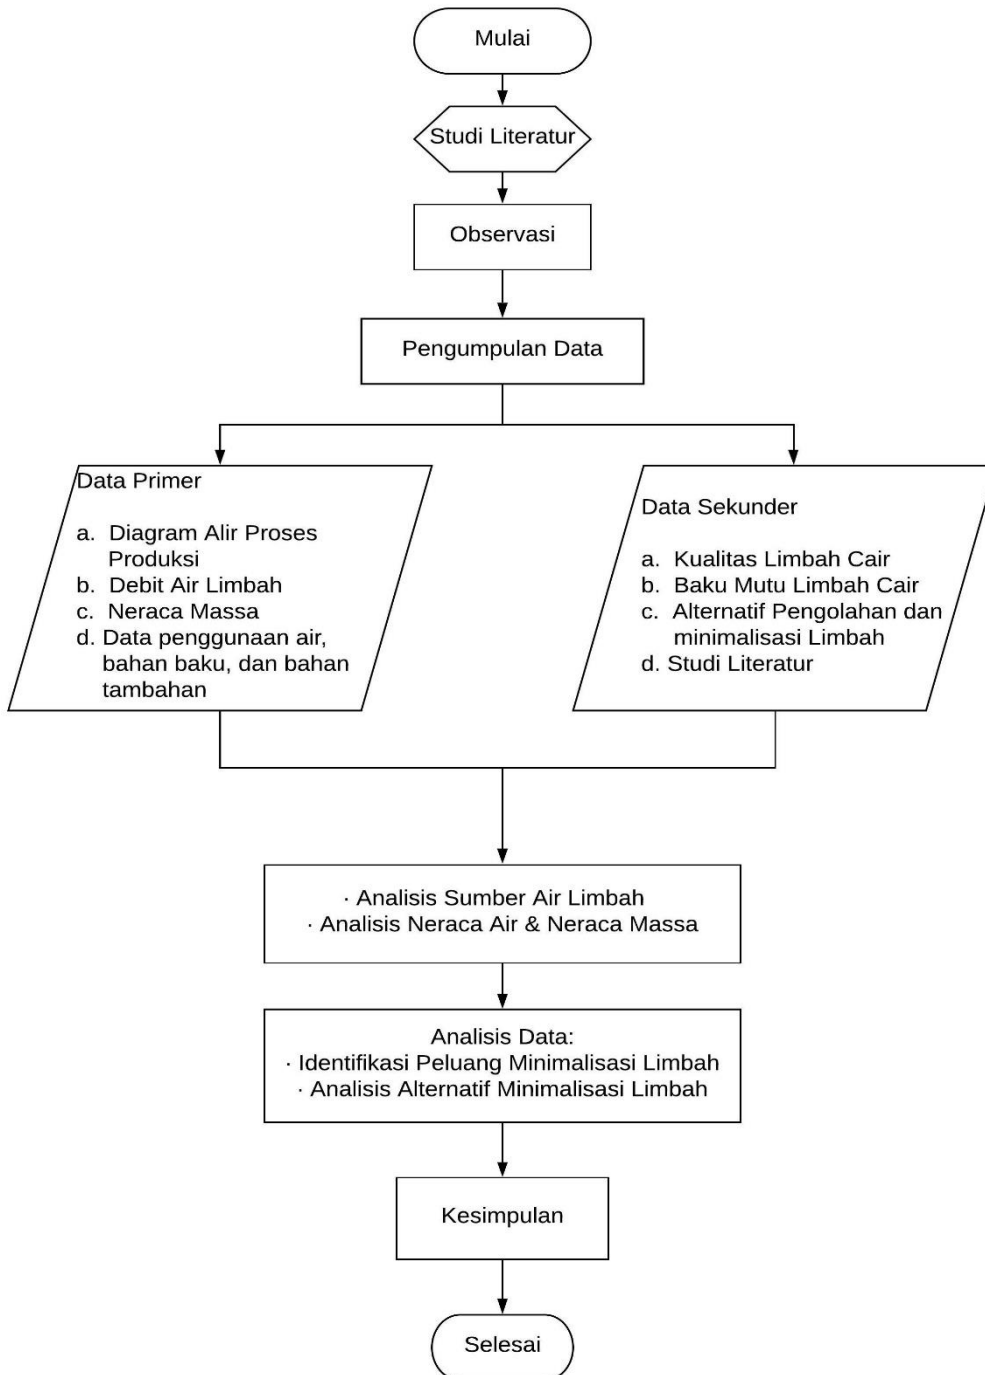 Mulai
Studi Literatur
Observasi
Pengumpulan Data
Data Primer
a. Diagram Alir Proses
Produksi
b. Debit Air Limbah
c. Neraca Massa
d. Data penggunaan air,
bahan baku, dan bahan
tambahan
Data Sekunder
a. Kualitas Limbah Cair
b. Baku Mutu Limbah Cair
c. Alternatif Pengolahan dan
minimalisasi Limbah
d. Studi Literatur
· Analisis Sumber Air Limbah
· Analisis Neraca Air & Neraca Massa
Analisis Data:
· Identifikasi Peluang Minimalisasi Limbah
· Analisis Alternatif Minimalisasi Limbah
Kesimpulan
Selesai